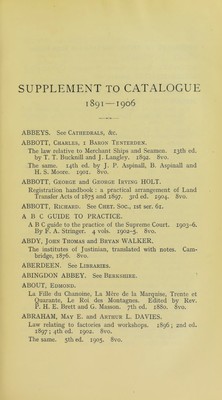 SUPPLEMENT TO CATALOGUE
1891—1906
ABBEYS. See Cathedrals, &c.
ABBOTT, Charles, 1 Baron Tenterden.
The law relative to Merchant Ships and Seamen. 13th ed.
by T. T. Bucknill and J. Langley. 1892. 8vo.
The same. 14th ed. by J. P. Aspinall, B. Aspinall and
H. S. Moore. 1901. 8vo.
ABBOTT, George and George Irving HOLT.
Registration handbook: a practical arrangement of Land
Transfer Acts of 1875 and 1897. 3rd ed. 1904. 8vo.
ABBOTT, Richard. See Chet. Soc., 1st ser. 61.
A B C GUIDE TO PRACTICE.
A B C guide to the practice of the Supreme Court. 1903-6.
By F. A. Stringer. 4 vols. 1902-5. 8vo.
ABDY, John Thomas and Bryan WALKER.
The institutes of Justinian, translated with notes. Cam-
bridge, 1876. 8vo.
ABERDEEN. See Libraries.
ABINGDON ABBEY. See Berkshire.
ABOUT, Edmond.
La Fille du Chanoine, La Mère de la Marquise, Trente et
Quarante, Le Roi des Montagnes. Edited by Rev.
P. H. E. Brett and G. Masson. 7th ed. 1880. 8vo.
ABRAHAM, May E. and Arthur L. DAVIES.
Law relating to factories and workshops. 1896; 2nd ed.
1897; 4th ed. 1902. 8vo.
The same. 5th ed. 1905. 8vo.